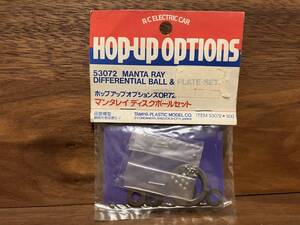 R.C ELECTRIC CAR
HOP-UP OPTIONS
53072 MANTA RAY
DIFFERENTIAL BALL & PLATE SET
ホップアップオプションズOP.72
マンタレイ ディスクボールセット
TAMIYA PLASTIC MODEL CO.
ITEM 53072